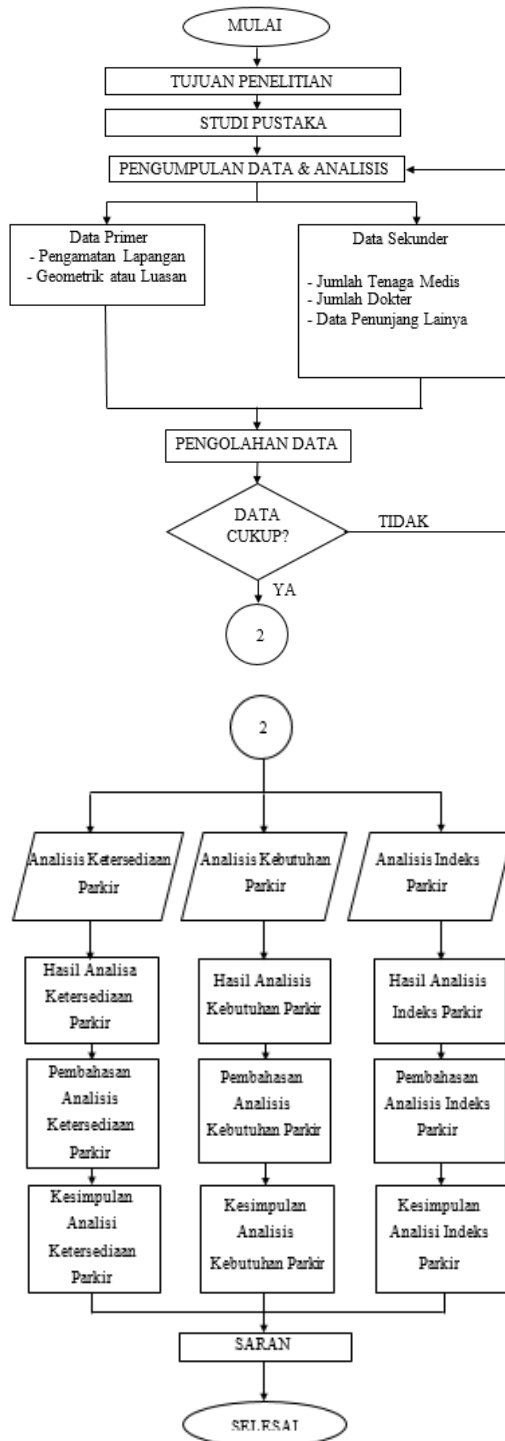 MULAI
TUJUAN PENELITIAN
STUDI PUSTAKA
PENGUMPULAN DATA & ANALISIS
Data Primer
- Pengamatan Lapangan
- Geometrik atau Luasan
Data Sekunder
- Jumlah Tenaga Medis
- Jumlah Dokter
- Data Penunjang Lainya
PENGOLAHAN DATA
DATA
CUKUP?
TIDAK
YA
2
2
Analisis Ketersediaan
Parkir
Analisis Kebutuhan
Parkir
Analisis Indeks
Parkir
Hasil Analisa
Ketersediaan
Parkir
Hasil Analisis
Kebutuhan Parkir
Hasil Analisis
Indeks Parkir
Pembahasan
Analisis
Ketersediaan
Parkir
Pembahasan
Analisis
Kebutuhan Parkir
Pembahasan
Analisis Indeks
Parkir
Kesimpulan
Analisi
Ketersediaan
Parkir
Kesimpulan
Analisis
Kebutuhan Parkir
Kesimpulan
Analisi Indeks
Parkir
SARAN
SELESAI